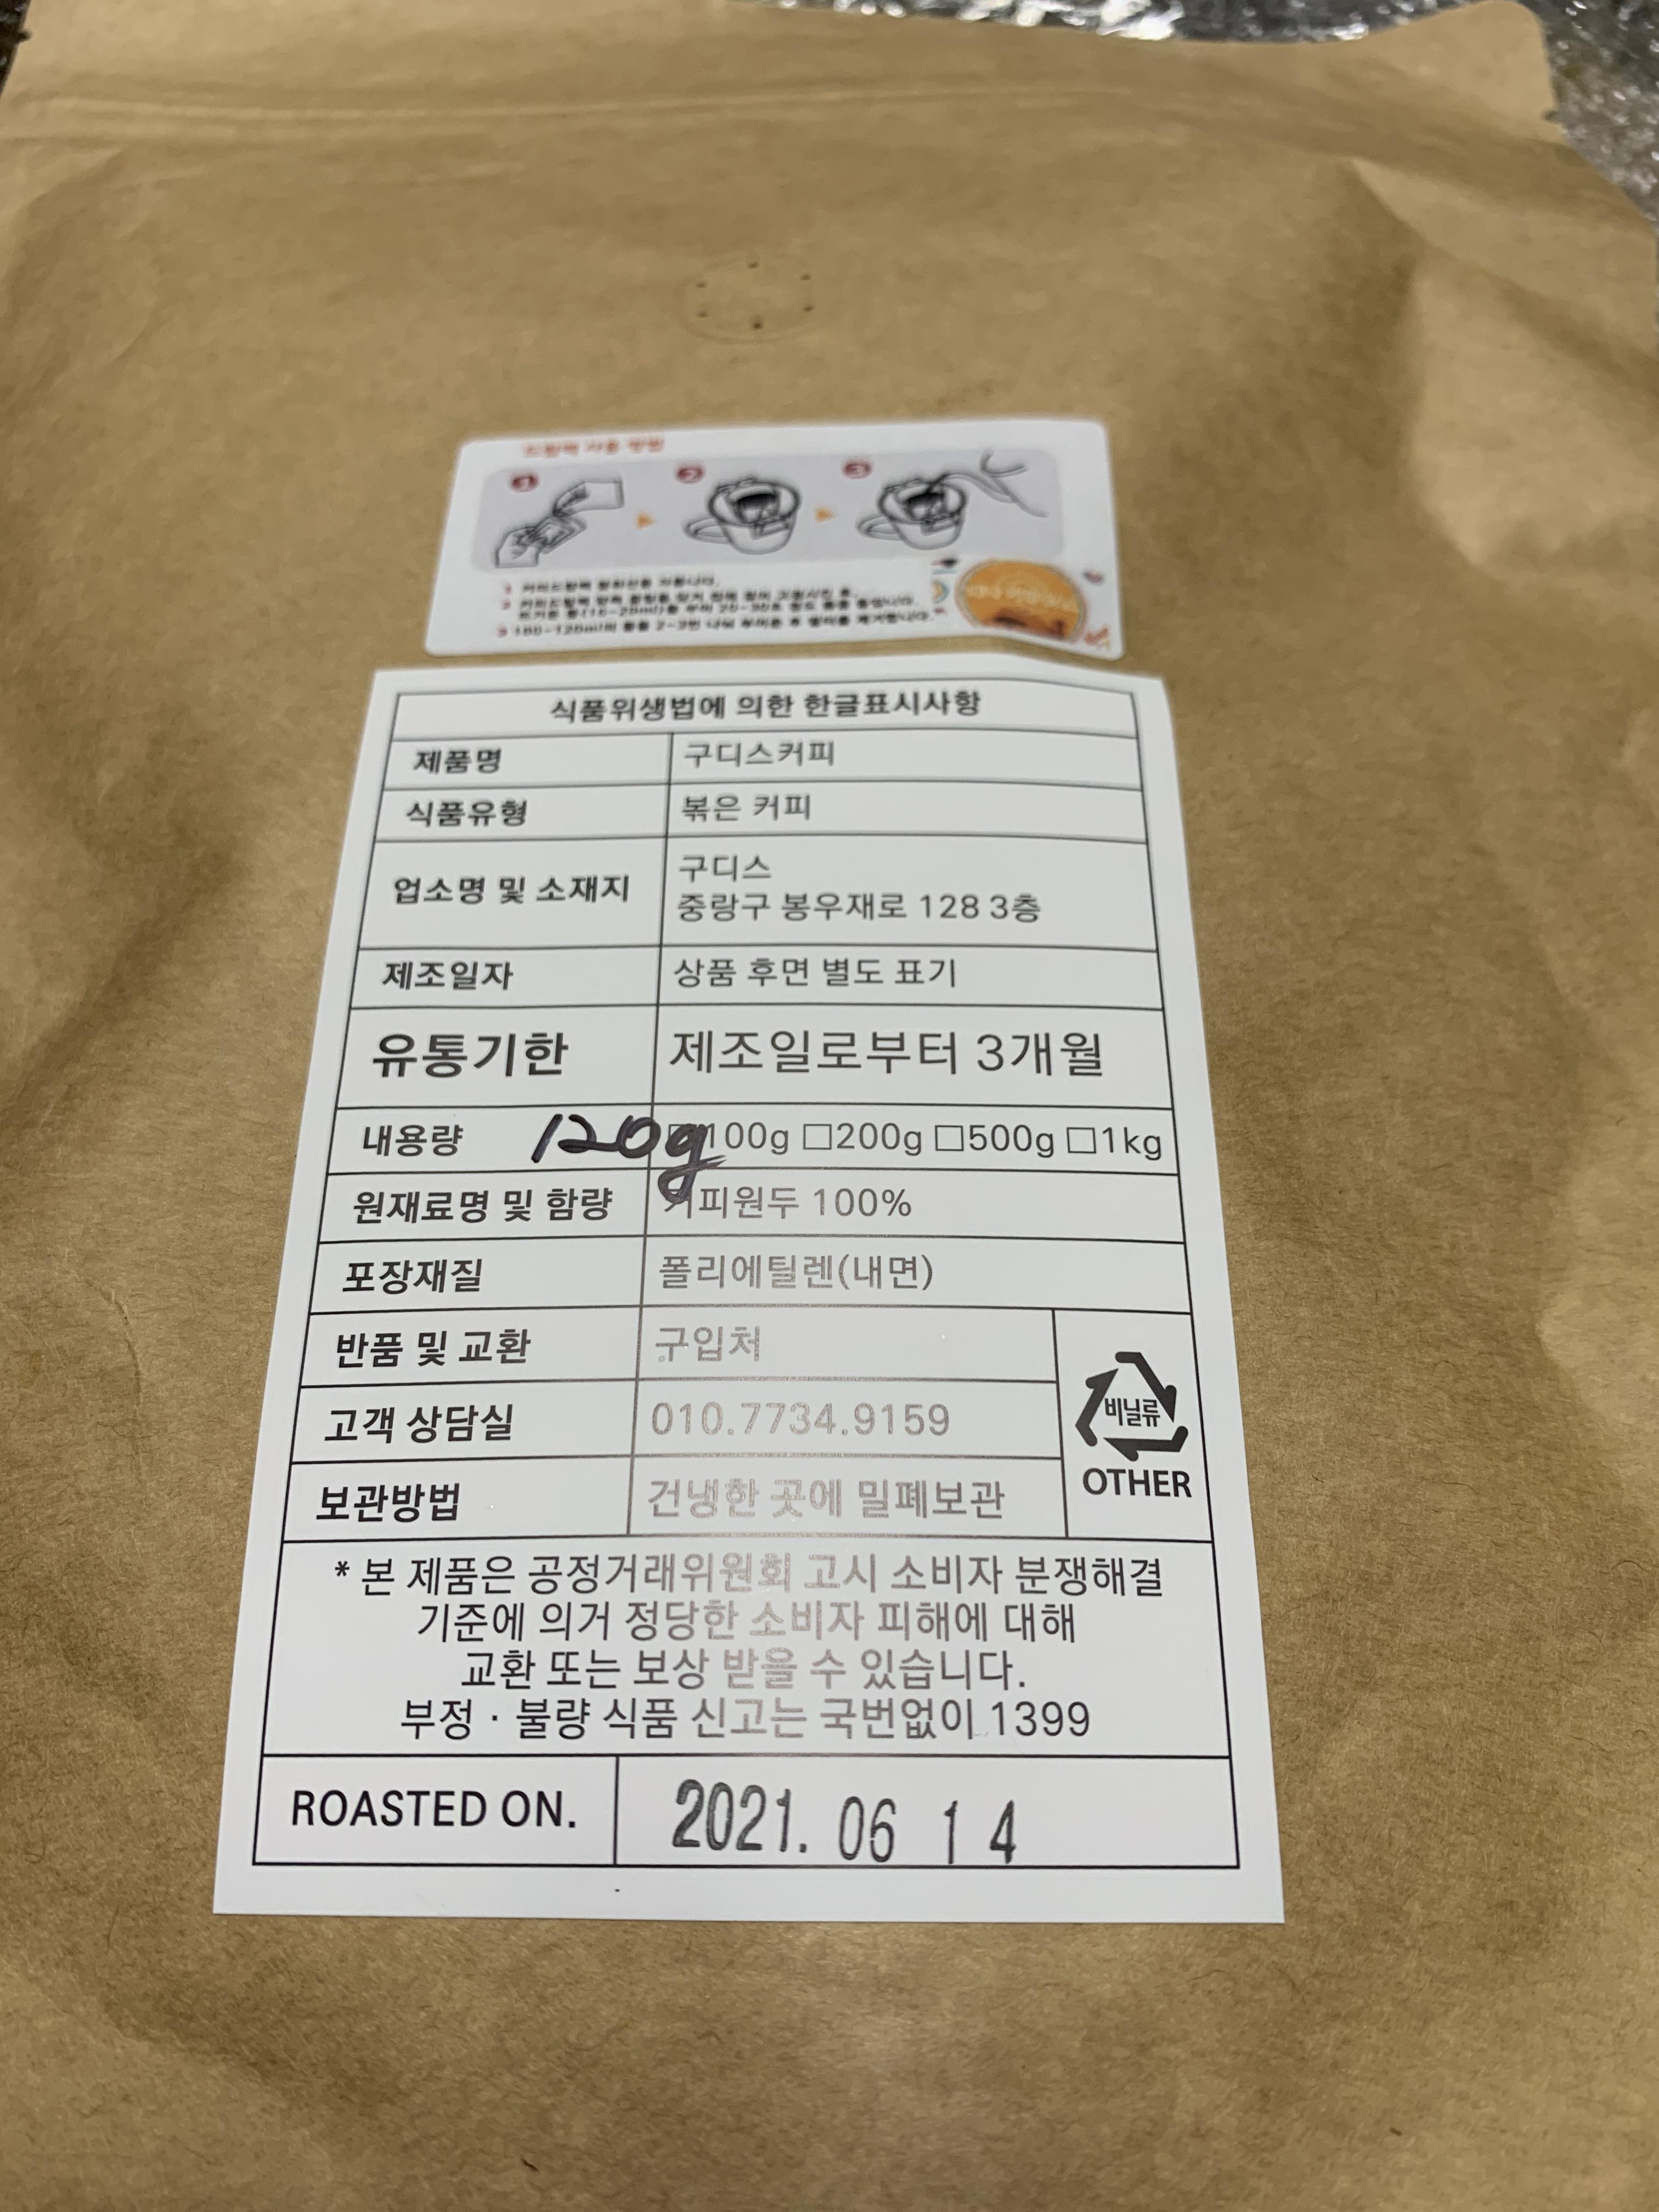 드립백 사용 방법
1
2
3
식품위생법에 의한 한글표시사항
제품명 구디스커피
식품유형 볶은 커피
업소명 및 소재지 구디스
중랑구 봉우재로 128 3층
제조일자 상품 후면 별도 표기
유통기한 제조일로부터 3개월
내용량 120g 100g □200g □500g □1kg
원재료명 및 함량 커피원두 100%
포장재질 폴리에틸렌(내면)
반품 및 교환 구입처
고객 상담실 010.7734.9159
보관방법 건냉한 곳에 밀폐보관
비닐류
OTHER
* 본 제품은 공정거래위원회 고시 소비자 분쟁해결
기준에 의거 정당한 소비자 피해에 대해
교환 또는 보상 받을 수 있습니다.
부정 · 불량 식품 신고는 국번없이 1399
ROASTED ON. 2021. 06 14